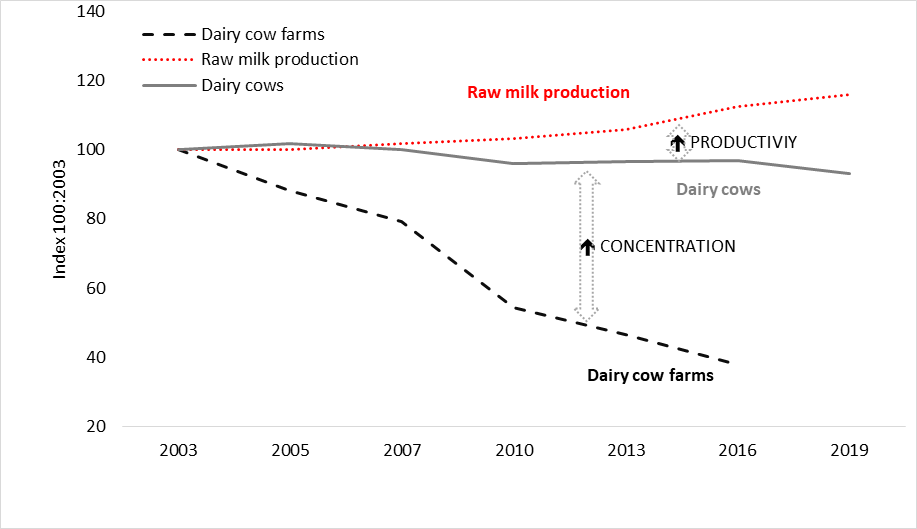 140
120
100
80
60
40
20
Index 100:2003
Dairy cow farms
Raw milk production
Dairy cows
Raw milk production
PRODUCTIVIY
Dairy cows
CONCENTRATION
Dairy cow farms
2003 2005 2007 2010 2013 2016 2019